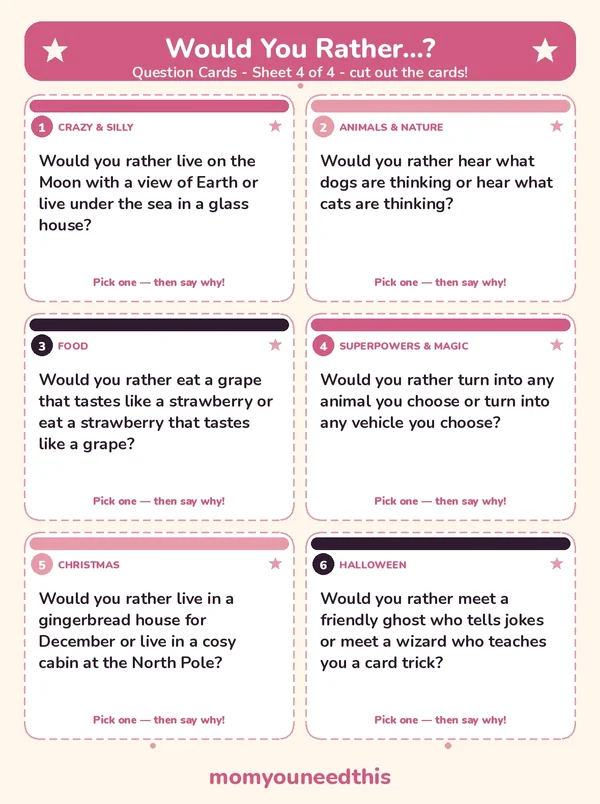 Would You Rather...?
Question Cards - Sheet 4 of 4 - cut out the cards!
1 CRAZY & SILLY
Would you rather live on the
Moon with a view of Earth or
live under the sea in a glass
house?
Pick one — then say why!
2 ANIMALS & NATURE
Would you rather hear what
dogs are thinking or hear what
cats are thinking?
Pick one — then say why!
3 FOOD
Would you rather eat a grape
that tastes like a strawberry or
eat a strawberry that tastes
like a grape?
Pick one — then say why!
4 SUPERPOWERS & MAGIC
Would you rather turn into any
animal you choose or turn into
any vehicle you choose?
Pick one — then say why!
5 CHRISTMAS
Would you rather live in a
gingerbread house for
December or live in a cosy
cabin at the North Pole?
Pick one — then say why!
6 HALLOWEEN
Would you rather meet a
friendly ghost who tells jokes
or meet a wizard who teaches
you a card trick?
Pick one — then say why!
momyouneedthis